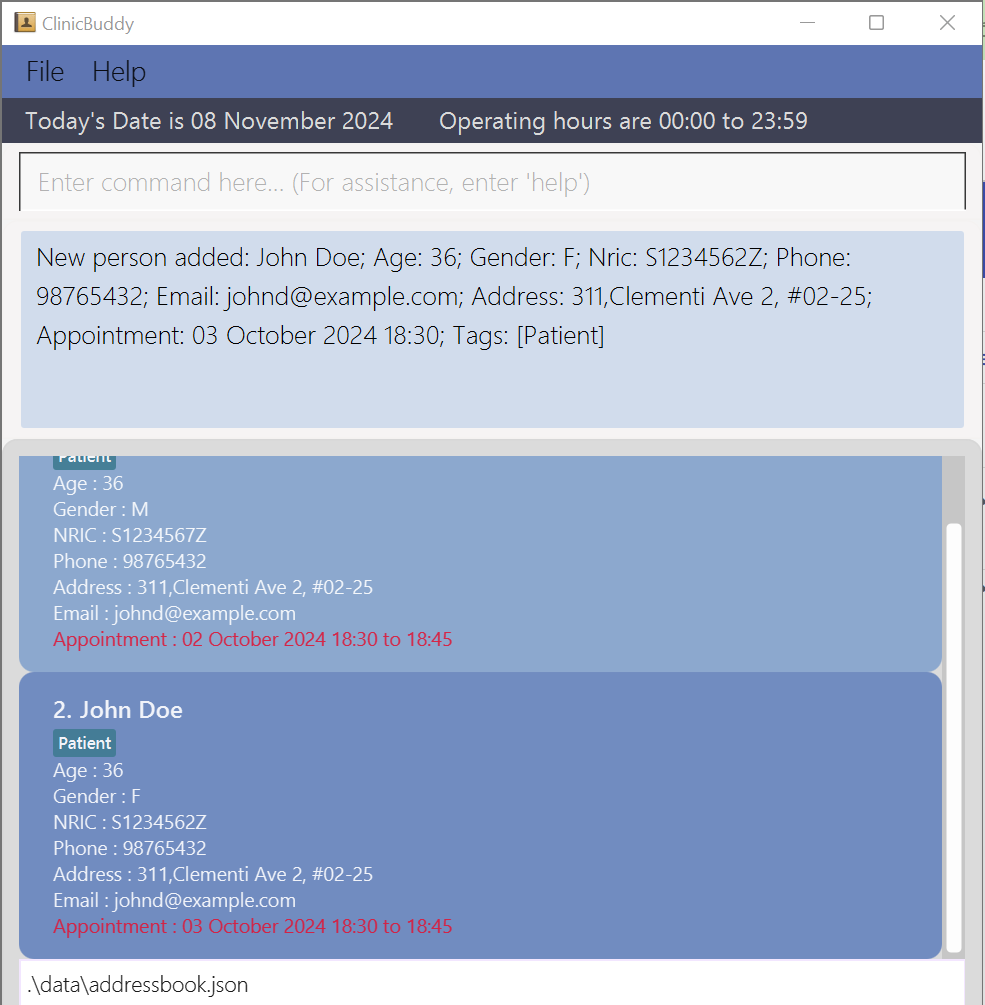 ClinicBuddy
File Help
Today's Date is 08 November 2024 Operating hours are 00:00 to 23:59
Enter command here... (For assistance, enter 'help')
New person added: John Doe; Age: 36; Gender: F; Nric: S1234562Z; Phone:
98765432; Email: johnd@example.com; Address: 311,Clementi Ave 2, #02-25;
Appointment: 03 October 2024 18:30; Tags: [Patient]
Patient
Age : 36
Gender : M
NRIC : S1234567Z
Phone : 98765432
Address : 311,Clementi Ave 2, #02-25
Email : johnd@example.com
Appointment : 02 October 2024 18:30 to 18:45
2. John Doe
Patient
Age : 36
Gender : F
NRIC : S1234562Z
Phone : 98765432
Address : 311,Clementi Ave 2, #02-25
Email : johnd@example.com
Appointment : 03 October 2024 18:30 to 18:45
.\data\addressbook.json